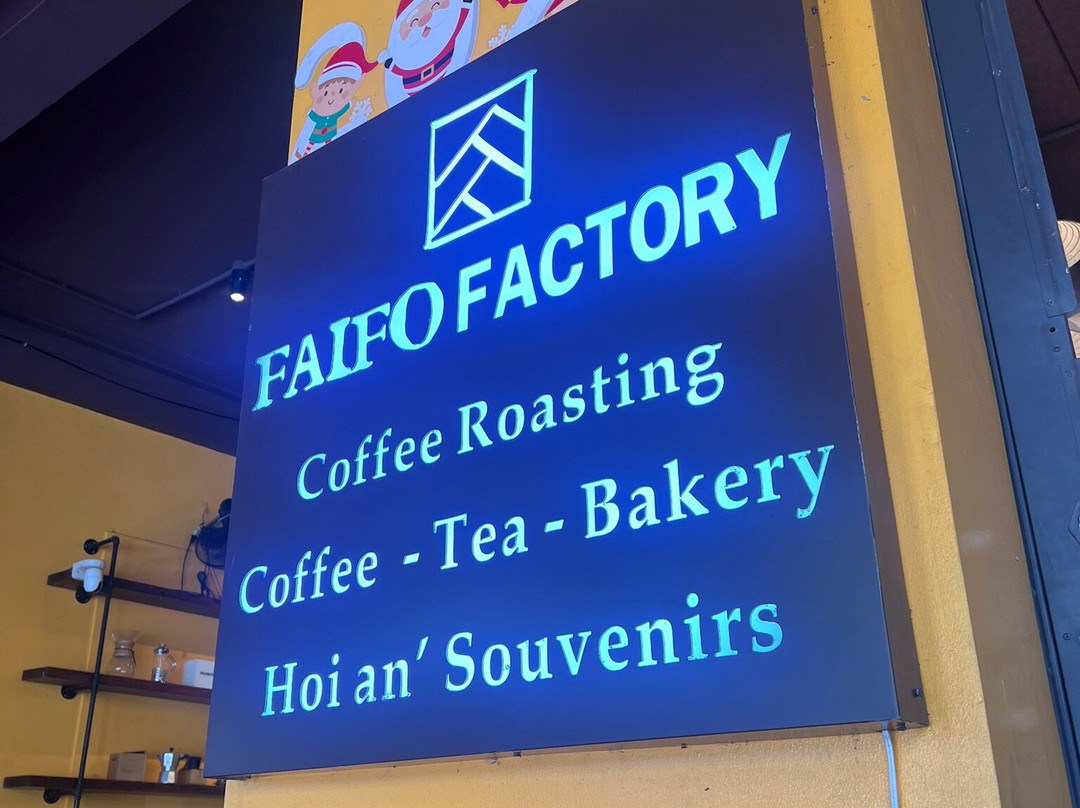 FAIFO FACTORY
Coffee Roasting
Coffee - Tea - Bakery
Hoi an' Souvenirs